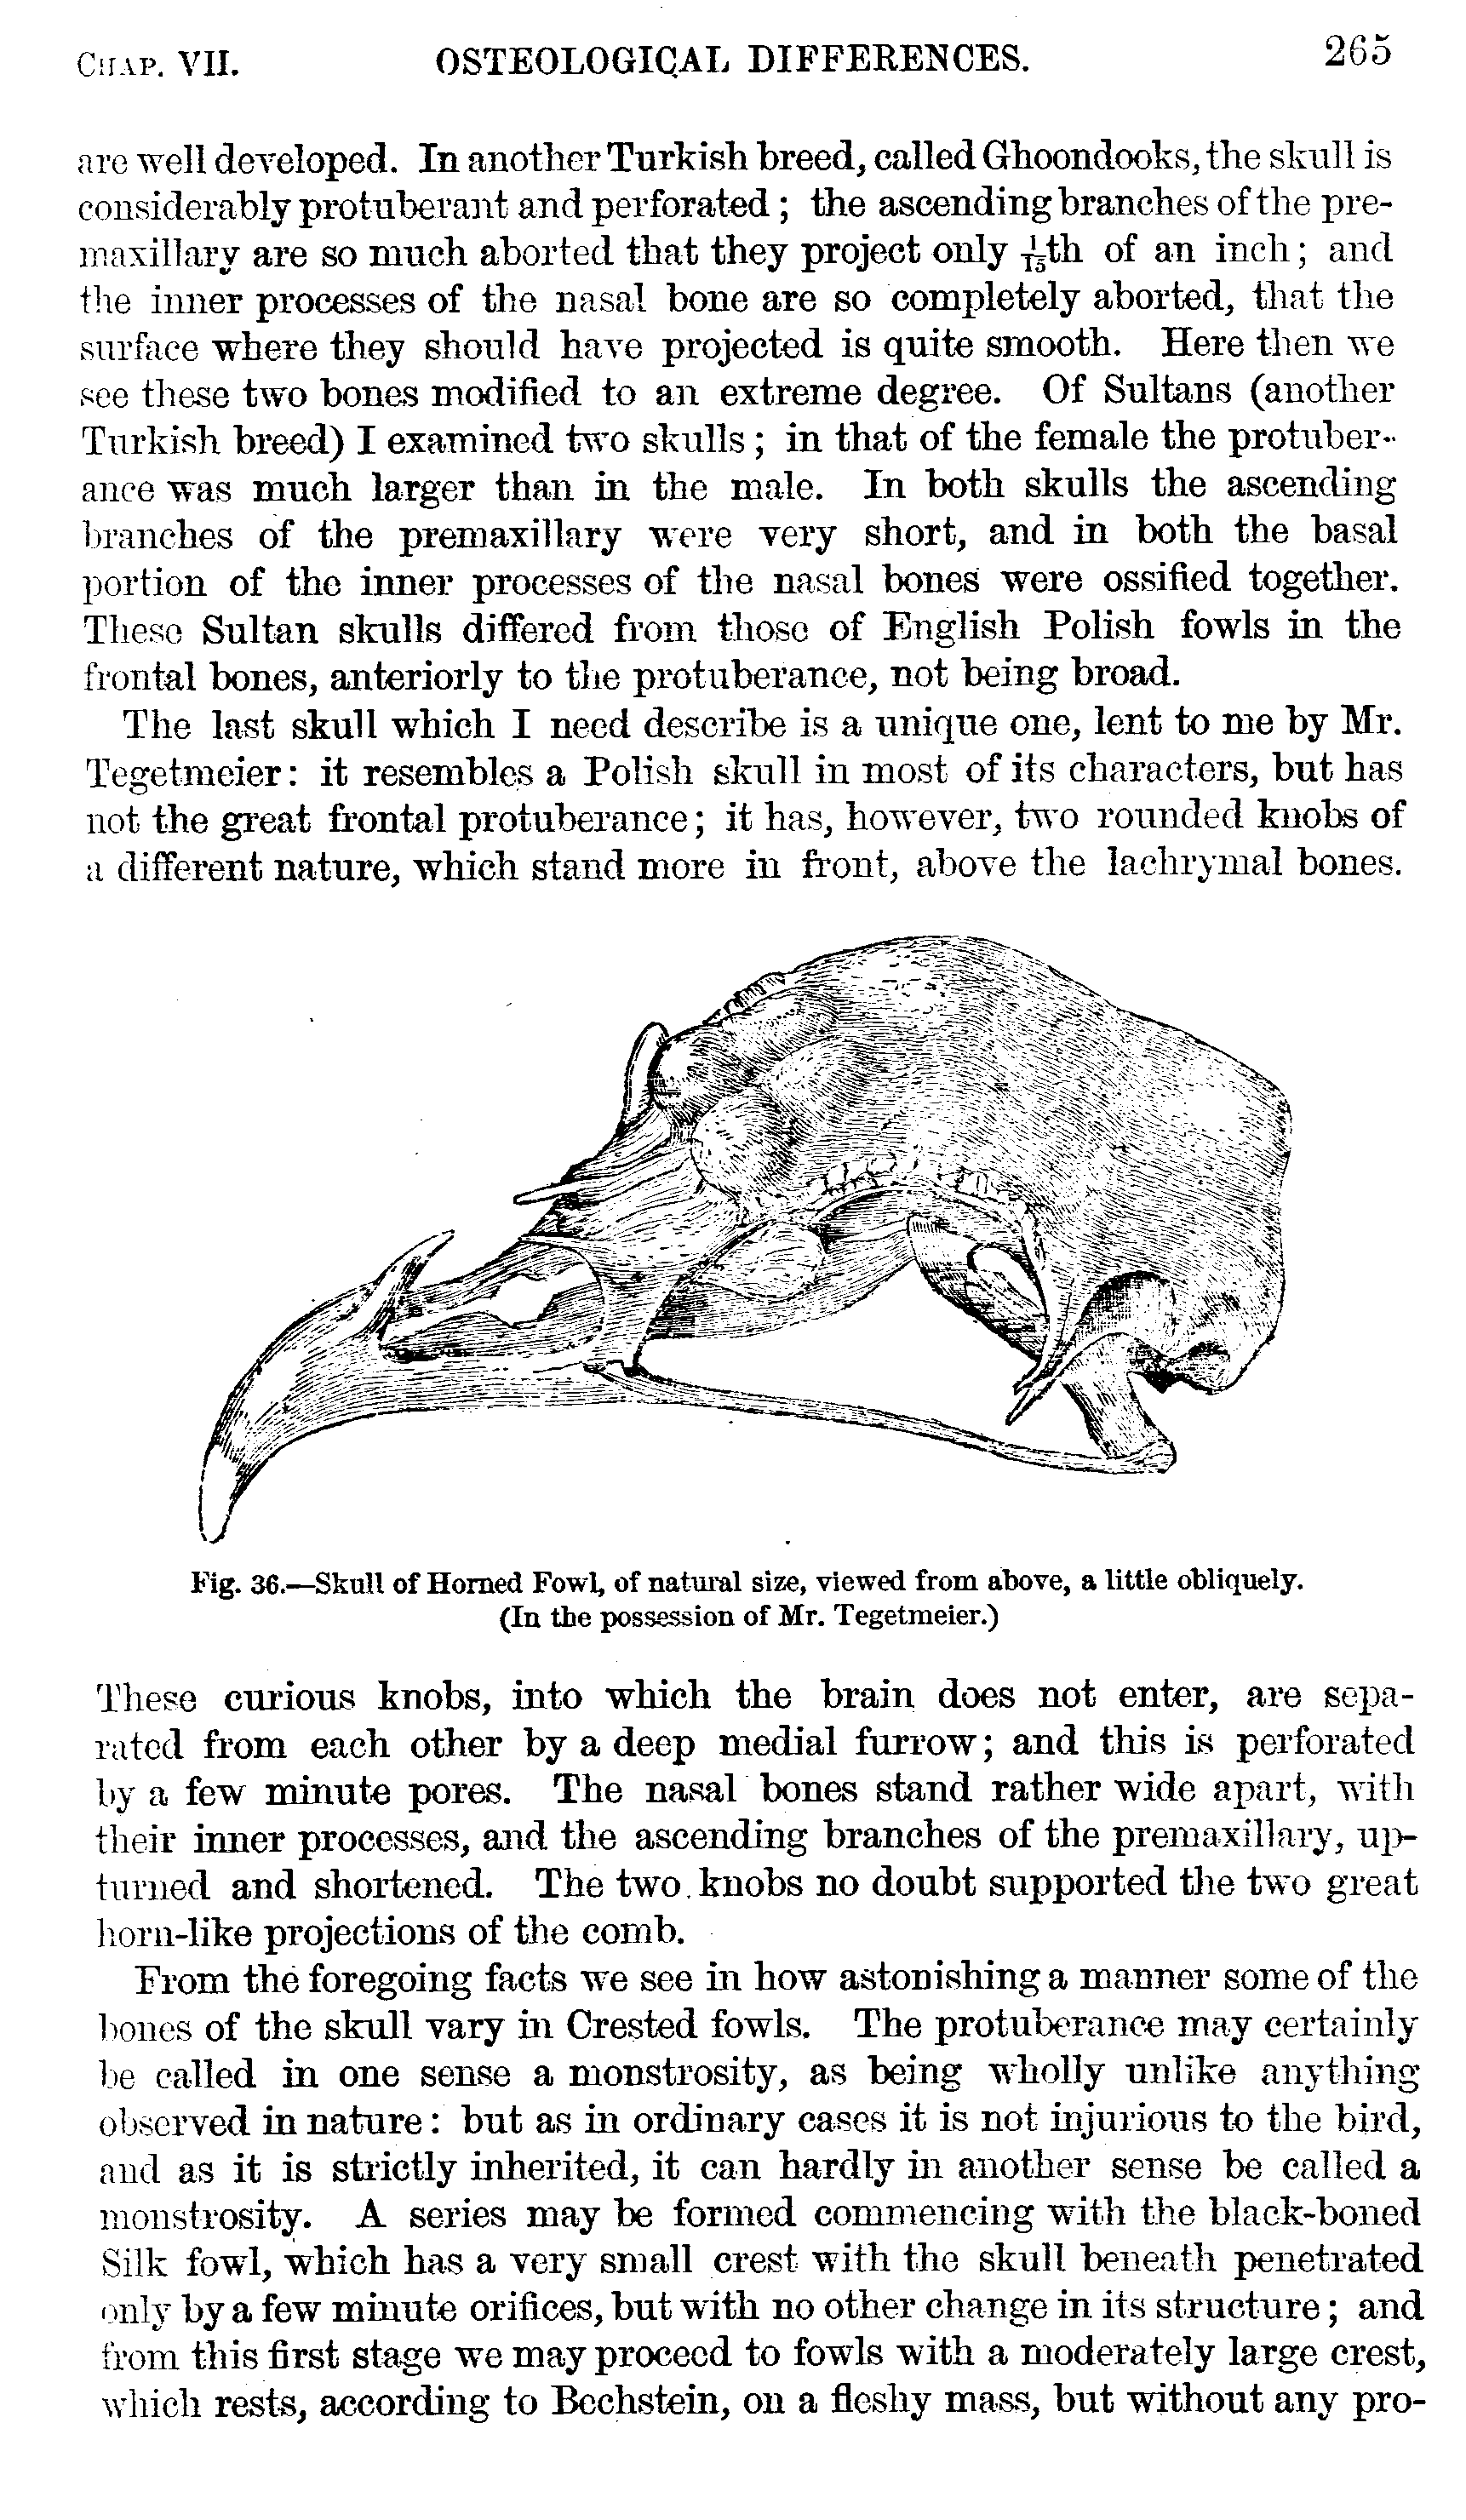 CHAP. VII. OSTEOLOGICAL DIFFERENCES. 265
are well developed. In another Turkish breed, called Ghoondooks, the skull is
considerably protuberant and perforated; the ascending branches of the pre-
maxillary are so much aborted that they project only 1/15th of an inch; and
the inner processes of the nasal bone are so completely aborted, that the
surface where they should have projected is quite smooth. Here then we
see these two bones modified to an extreme degree. Of Sultans (another
Turkish breed) I examined two skulls; in that of the female the protuber-
ance was much larger than in the male. In both skulls the ascending
branches of the premaxillary were very short, and in both the basal
portion of the inner processes of the nasal bones were ossified together.
These Sultan skulls differed from those of English Polish fowls in the
frontal bones, anteriorly to the protuberance, not being broad.
The last skull which I need describe is a unique one, lent to me by Mr.
Tegetmeier: it resembles a Polish skull in most of its characters, but has
not the great frontal protuberance; it has, however, two rounded knobs of
a different nature, which stand more in front, above the lachrymal bones.
Fig. 36.—Skull of Horned Fowl, of natural size, viewed from above, a little obliquely.
(In the possession of Mr. Tegetmeier.)
These curious knobs, into which the brain does not enter, are sepa-
rated from each other by a deep medial furrow; and this is perforated
by a few minute pores. The nasal bones stand rather wide apart, with
their inner processes, and the ascending branches of the premaxillary, up-
turned and shortened. The two knobs no doubt supported the two great
horn-like projections of the comb.
From the foregoing facts we see in how astonishing a manner some of the
bones of the skull vary in Crested fowls. The protuberance may certainly
be called in one sense a monstrosity, as being wholly unlike anything
observed in nature: but as in ordinary cases it is not injurious to the bird,
and as it is strictly inherited, it can hardly in another sense be called a
monstrosity. A series may be formed commencing with the black-boned
Silk fowl, which has a very small crest with the skull beneath penetrated
only by a few minute orifices, but with no other change in its structure; and
from this first stage we may proceed to fowls with a moderately large crest,
which rests, according to Bechstein, on a fleshy mass, but without any pro-